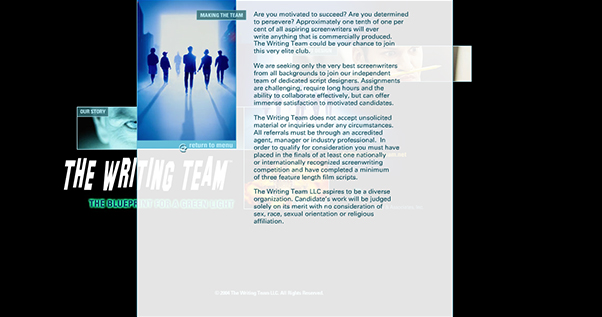 MAKING THE TEAM
Are you motivated to succeed? Are you determined
to persevere? Approximately one tenth of one per
cent of all aspiring screenwriters will ever
write anything that is commercially produced.
The Writing Team could be your chance to join
this very elite club.
We are seeking only the very best screenwriters
from all backgrounds to join our independent
team of dedicated script designers. Assignments
are challenging, require long hours and the
ability to collaborate effectively, but can offer
immense satisfaction to motivated candidates.
The Writing Team does not accept unsolicited
material or inquiries under any circumstances.
All referrals must be through an accredited
agent, manager or industry professional. In
order to qualify for consideration you must have
placed in the finals of at least one nationally
or internationally recognized screenwriting
competition and have completed a minimum
of three feature length film scripts.
The Writing Team LLC aspires to be a diverse
organization. Candidate's work will be judged
solely on its merit with no consideration of
sex, race, sexual orientation or religious
affiliation.
OUR STORY
return to menu
THE WRITING TEAM
THE BLUEPRINT FOR A GREEN LIGHT
The Writing Team LLC. All Rights Reserved